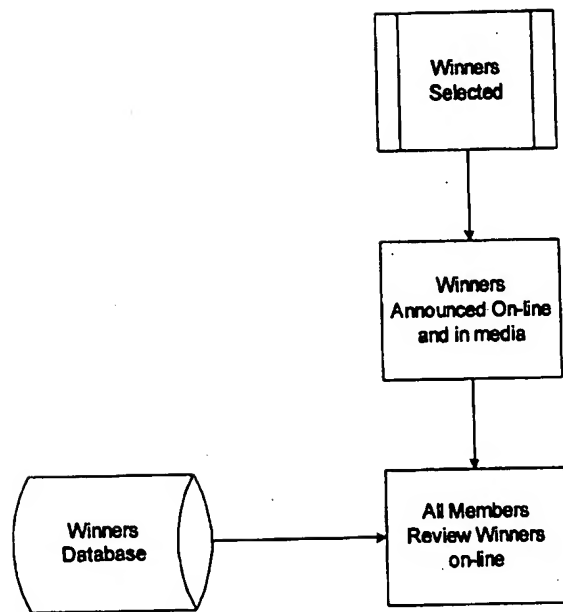 Winners
Selected
Winners
Announced On-line
and in media
Winners
Database
All Members
Review Winners
on-line